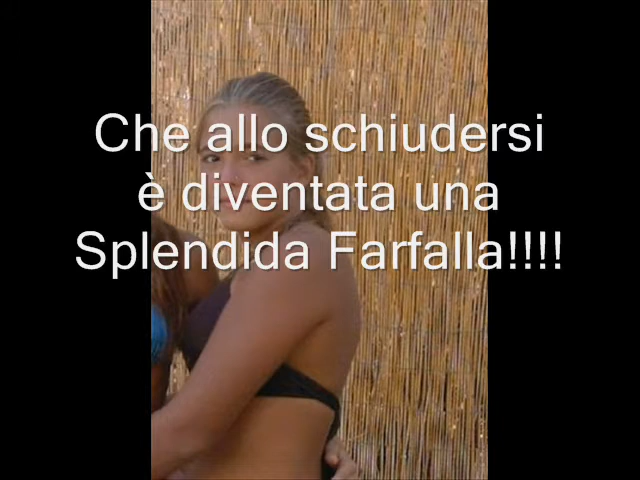 Che allo schiudersi
è diventata una
Splendida Farfalla!!!!